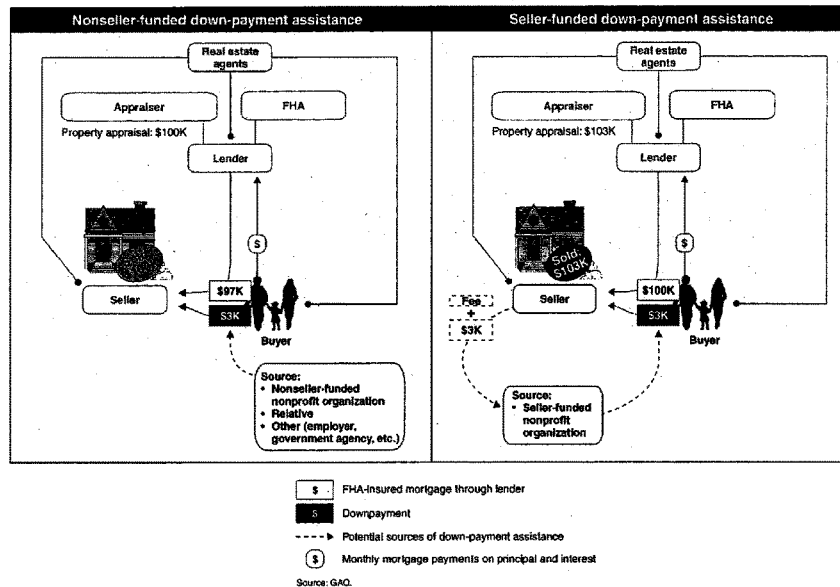 Nonseller-funded down-payment assistance
Real estate
agents
Appraiser
FHA
Property appraisal: $100K
Lender
$
Seller
$97K
$3K
Buyer
Source:
• Nonseller-funded
nonprofit organization
• Relative
• Other (employer,
government agency, etc.)
Seller-funded down-payment assistance
Real estate
agents
Appraiser
FHA
Property appraisal: $103K
Lender
$
Sold
$103K
Fee
+
$3K
Seller
$100K
$3K
Buyer
Source:
• Seller-funded
nonprofit
organization
$ FHA-insured mortgage through lender
$ Downpayment
Potential sources of down-payment assistance
$ Monthly mortgage payments on principal and interest
Source: GAO.